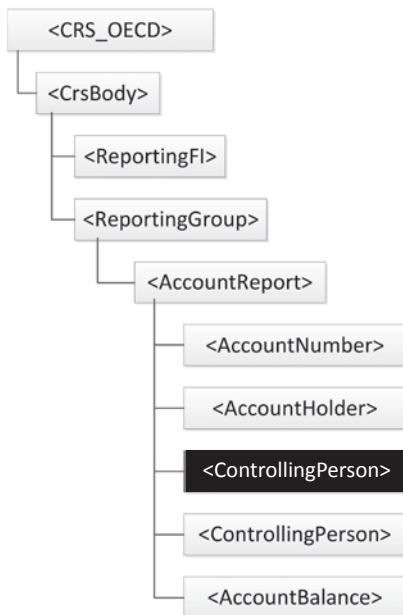 <CRS_OECD>
<CrsBody>
<ReportingFI>
<ReportingGroup>
<AccountReport>
<AccountNumber>
<AccountHolder>
<ControllingPerson>
<ControllingPerson>
<AccountBalance>